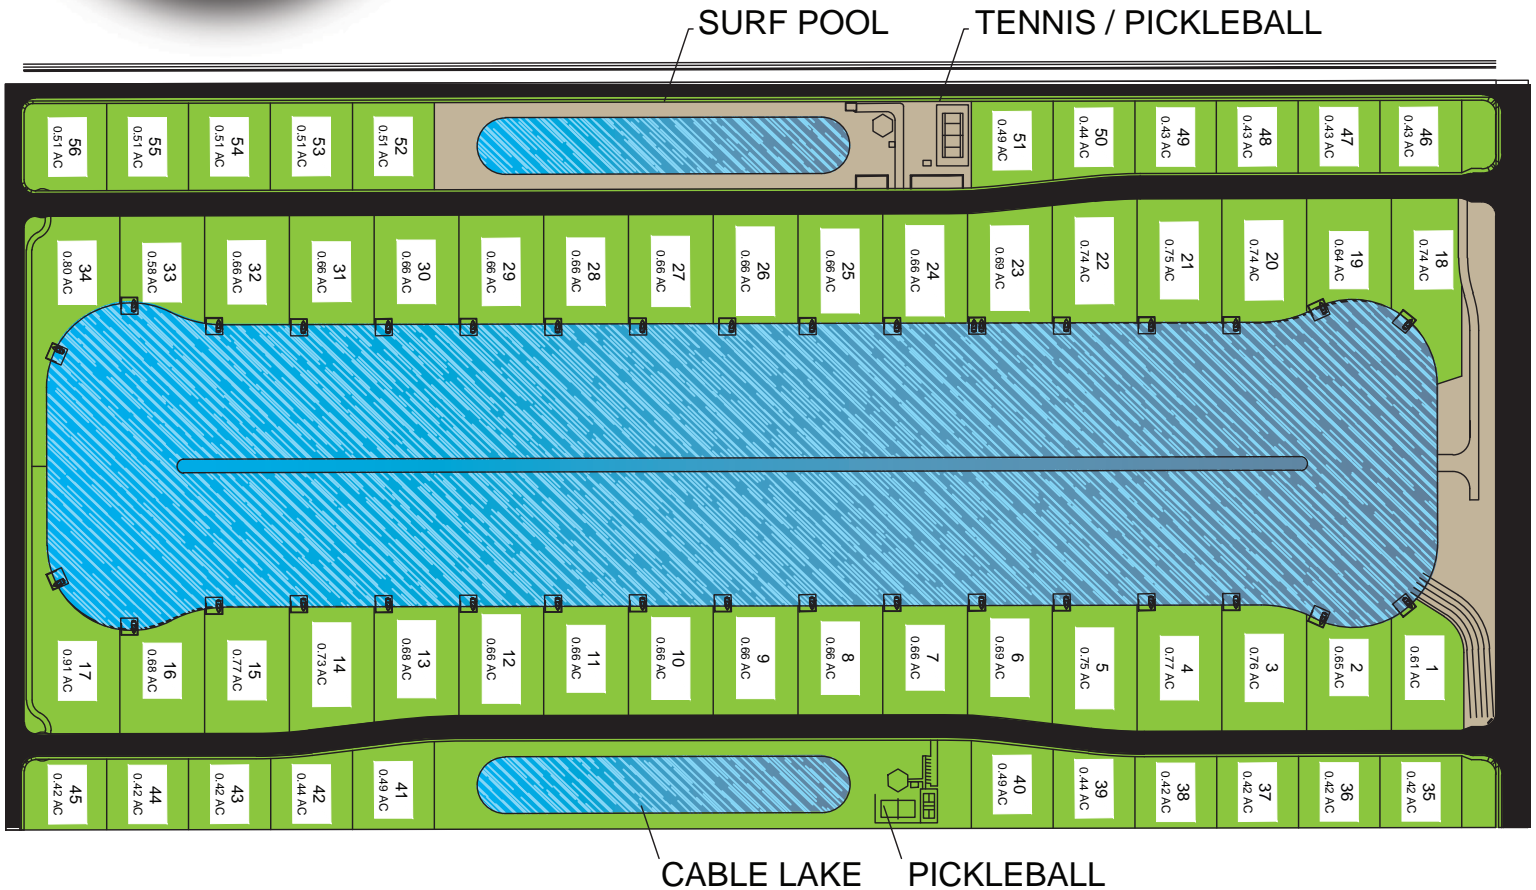 SURF POOL
TENNIS / PICKLEBALL
56
0.51 AC
55
0.51 AC
54
0.51 AC
53
0.51 AC
52
0.51 AC
51
0.49 AC
50
0.44 AC
49
0.43 AC
48
0.43 AC
47
0.43 AC
46
0.43 AC
34
0.80 AC
33
0.58 AC
32
0.66 AC
31
0.66 AC
30
0.66 AC
29
0.66 AC
28
0.66 AC
27
0.66 AC
26
0.66 AC
25
0.66 AC
24
0.66 AC
23
0.69 AC
22
0.74 AC
21
0.75 AC
20
0.74 AC
19
0.64 AC
18
0.74 AC
17
0.91 AC
16
0.68 AC
15
0.77 AC
14
0.73 AC
13
0.68 AC
12
0.66 AC
11
0.66 AC
10
0.66 AC
9
0.66 AC
8
0.66 AC
7
0.66 AC
6
0.69 AC
5
0.75 AC
4
0.77 AC
3
0.76 AC
2
0.65 AC
1
0.61 AC
45
0.42 AC
44
0.42 AC
43
0.42 AC
42
0.44 AC
41
0.49 AC
40
0.49 AC
39
0.44 AC
38
0.42 AC
37
0.42 AC
36
0.42 AC
35
0.42 AC
CABLE LAKE
PICKLEBALL